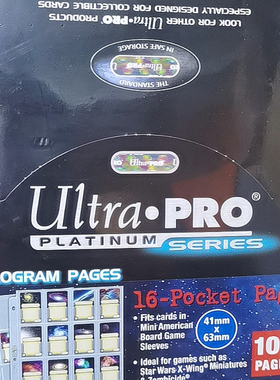 LOOK FOR OTHER
Ultra•PRO PRODUCTS
ESPECIALLY DESIGNED FOR COLLECTIBLE CARDS
Ultra•PRO
THE STANDARD
IN SAFE STORAGE
Ultra•PRO®
PLATINUM SERIES
OGRAM PAGES
16-Pocket Pa
• Fits cards in
Mini American
Board Game
Sleeves
41mm
x
63mm
• Ideal for games such as
Star Wars X-Wing® Miniatures
& Zombicide
10
PAG